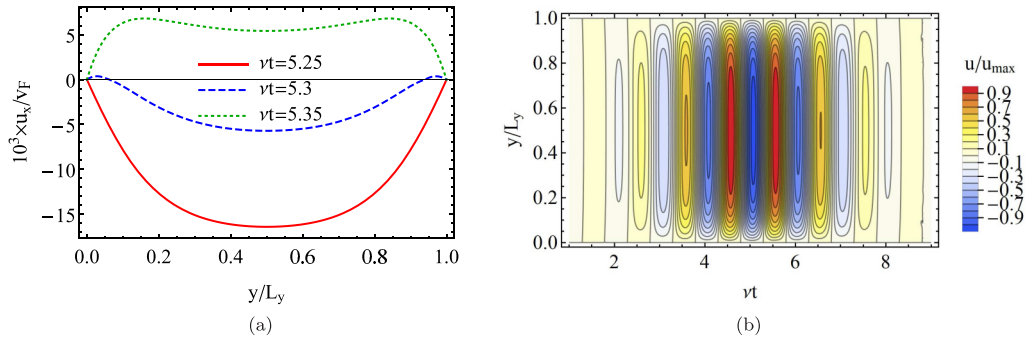 10³×uₓ/v_F
5
0
−5
−10
−15
νt=5.25
νt=5.3
νt=5.35
0.0 0.2 0.4 0.6 0.8 1.0
y/L_y
(a)
y/L_y
1.0
0.8
0.6
0.4
0.2
0.0
2 4 6 8
νt
(b)
u/u_max
0.9
0.7
0.5
0.3
0.1
−0.1
−0.3
−0.5
−0.7
−0.9